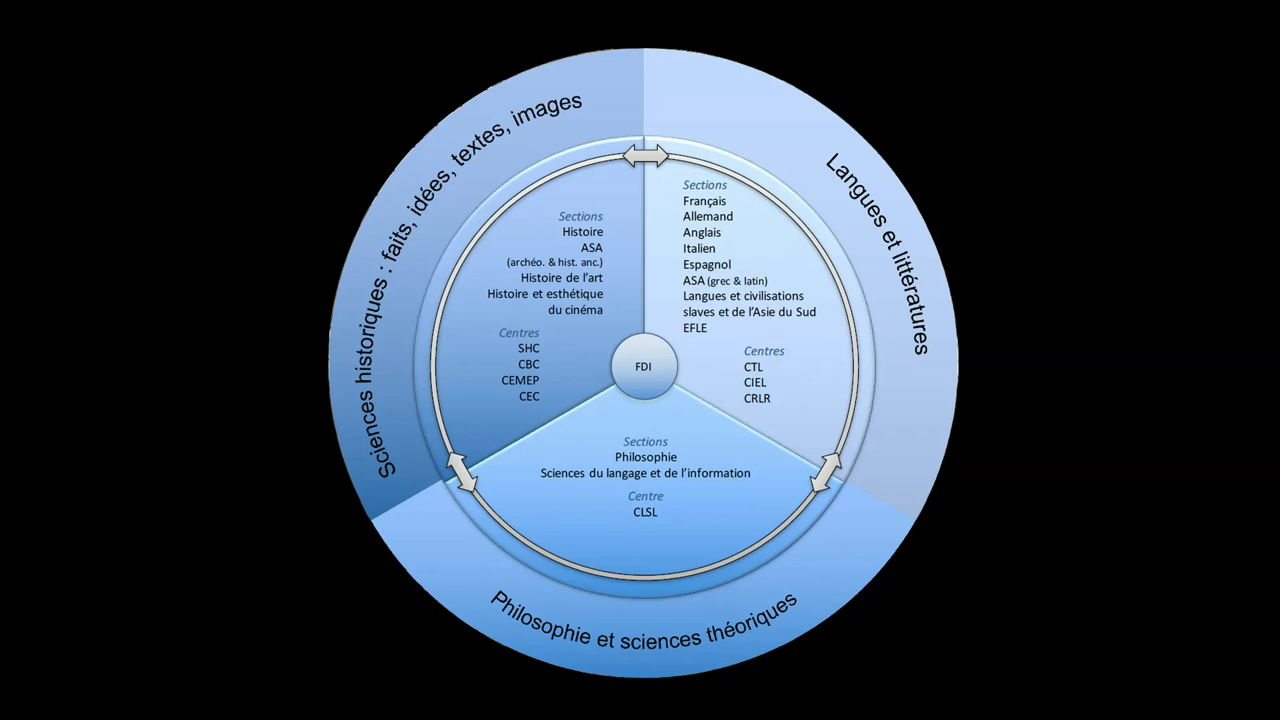 Sciences historiques : faits, idées, textes, images
Sections
Histoire
ASA
(archéo. & hist. anc.)
Histoire de l'art
Histoire et esthétique
du cinéma
Centres
SHC
CBC
CEMEP
CEC
Langues et littératures
Sections
Français
Allemand
Anglais
Italien
Espagnol
ASA (grec & latin)
Langues et civilisations
slaves et de l'Asie du Sud
EFLE
Centres
CTL
CIEL
CRLR
FDI
Sections
Philosophie
Sciences du langage et de l'information
Centre
CLSL
Philosophie et sciences théoriques